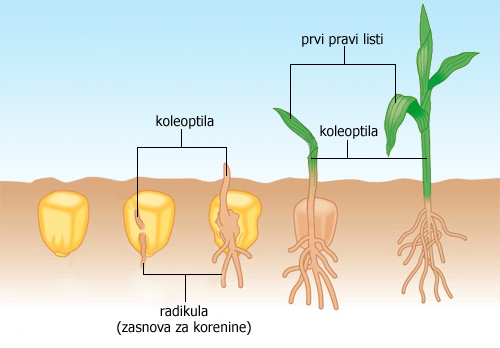 prvi pravi listi
koleoptila
koleoptila
radikula
(zasnova za korenine)